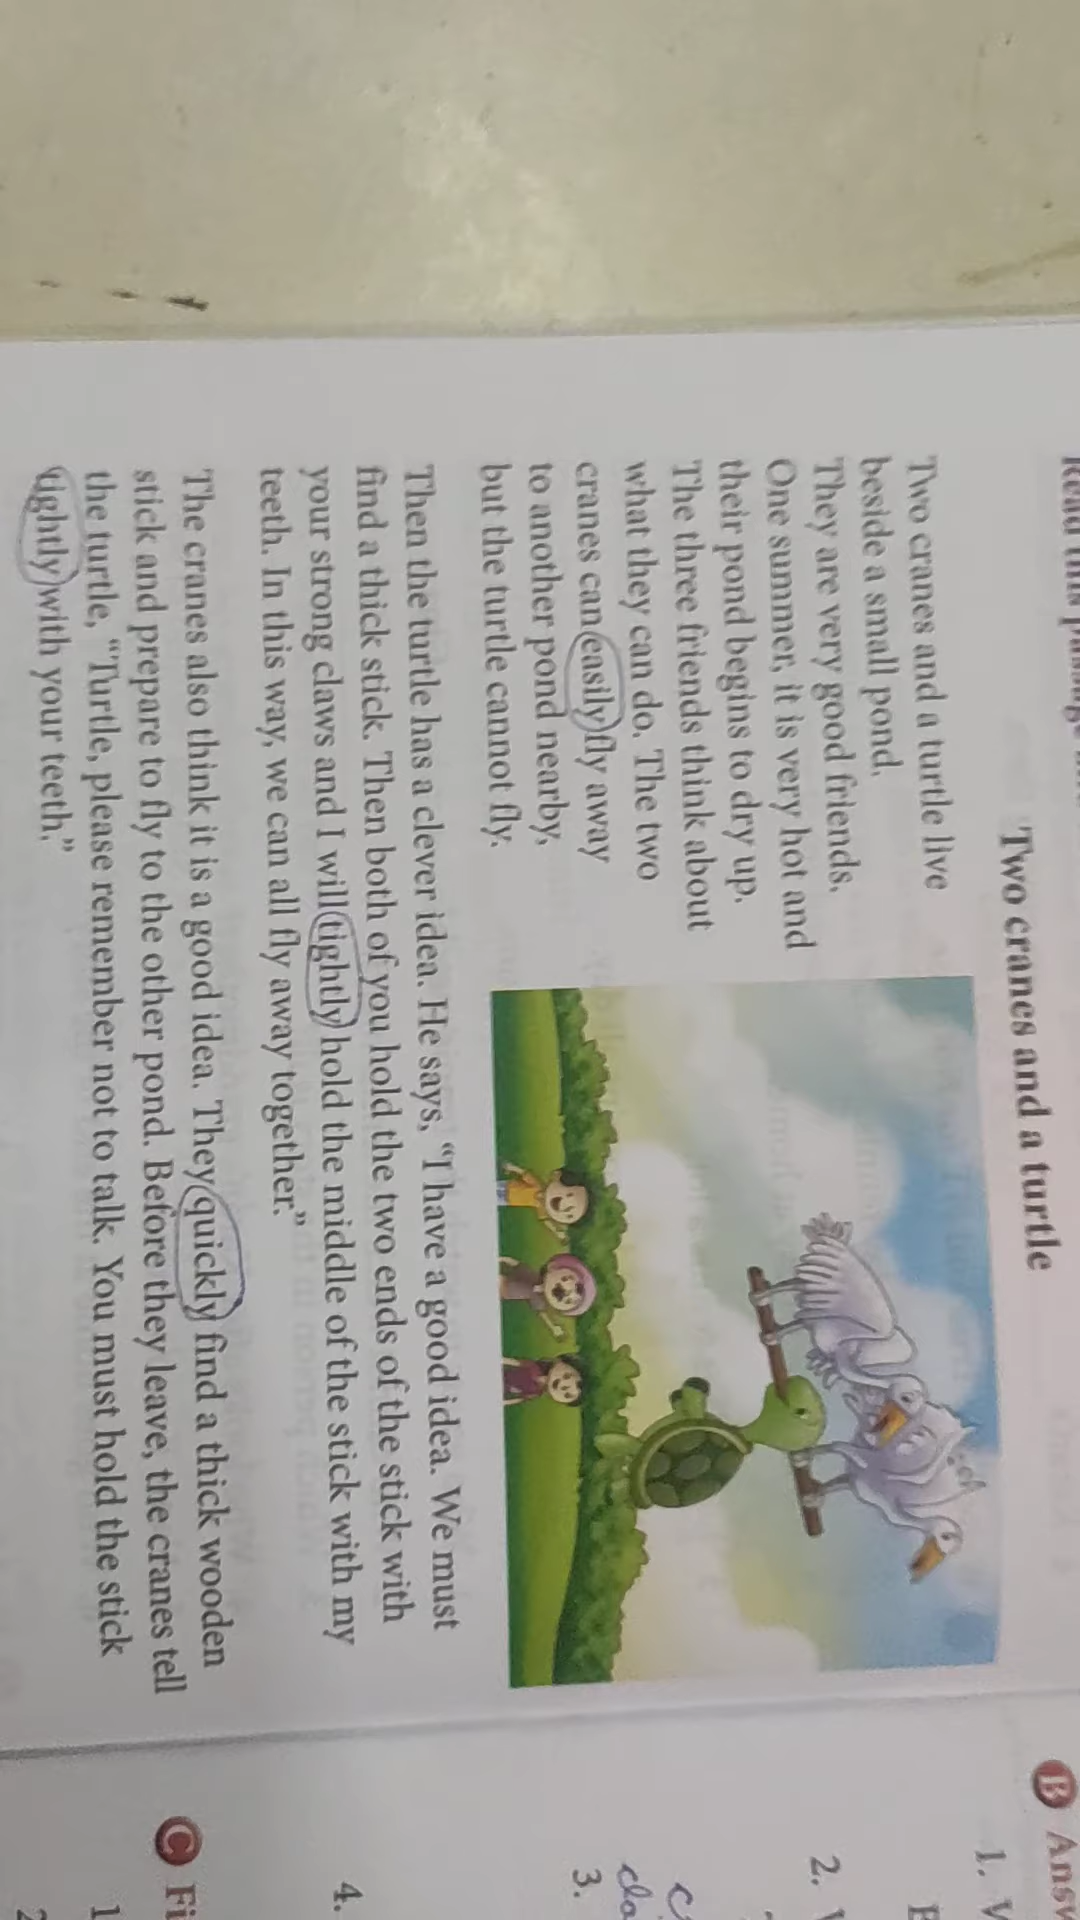 Two cranes and a turtle
Two cranes and a turtle live
beside a small pond.
They are very good friends.
One summer, it is very hot and
their pond begins to dry up.
The three friends think about
what they can do. The two
cranes can easily fly away
to another pond nearby,
but the turtle cannot fly.
Then the turtle has a clever idea. He says, “I have a good idea. We must
find a thick stick. Then both of you hold the two ends of the stick with
your strong claws and I will tightly hold the middle of the stick with my
teeth. In this way, we can all fly away together.”
The cranes also think it is a good idea. They quickly find a thick wooden
stick and prepare to fly to the other pond. Before they leave, the cranes tell
the turtle, “Turtle, please remember not to talk. You must hold the stick
tightly with your teeth.”
B
1.
2.
3.
4.
C
1
2